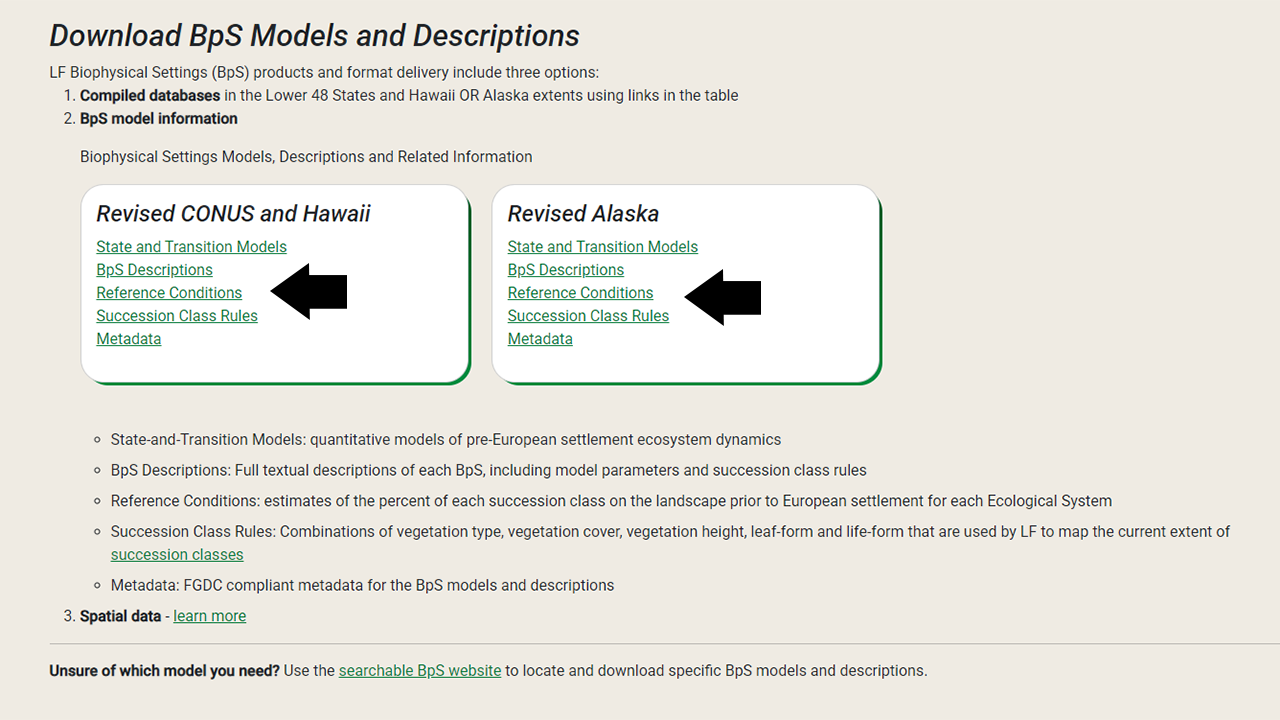 Download BpS Models and Descriptions
LF Biophysical Settings (BpS) products and format delivery include three options:
1. Compiled databases in the Lower 48 States and Hawaii OR Alaska extents using links in the table
2. BpS model information
Biophysical Settings Models, Descriptions and Related Information
Revised CONUS and Hawaii
State and Transition Models
BpS Descriptions
Reference Conditions
Succession Class Rules
Metadata
Revised Alaska
State and Transition Models
BpS Descriptions
Reference Conditions
Succession Class Rules
Metadata
State-and-Transition Models: quantitative models of pre-European settlement ecosystem dynamics
BpS Descriptions: Full textual descriptions of each BpS, including model parameters and succession class rules
Reference Conditions: estimates of the percent of each succession class on the landscape prior to European settlement for each Ecological System
Succession Class Rules: Combinations of vegetation type, vegetation cover, vegetation height, leaf-form and life-form that are used by LF to map the current extent of
succession classes
Metadata: FGDC compliant metadata for the BpS models and descriptions
3. Spatial data - learn more
Unsure of which model you need? Use the searchable BpS website to locate and download specific BpS models and descriptions.